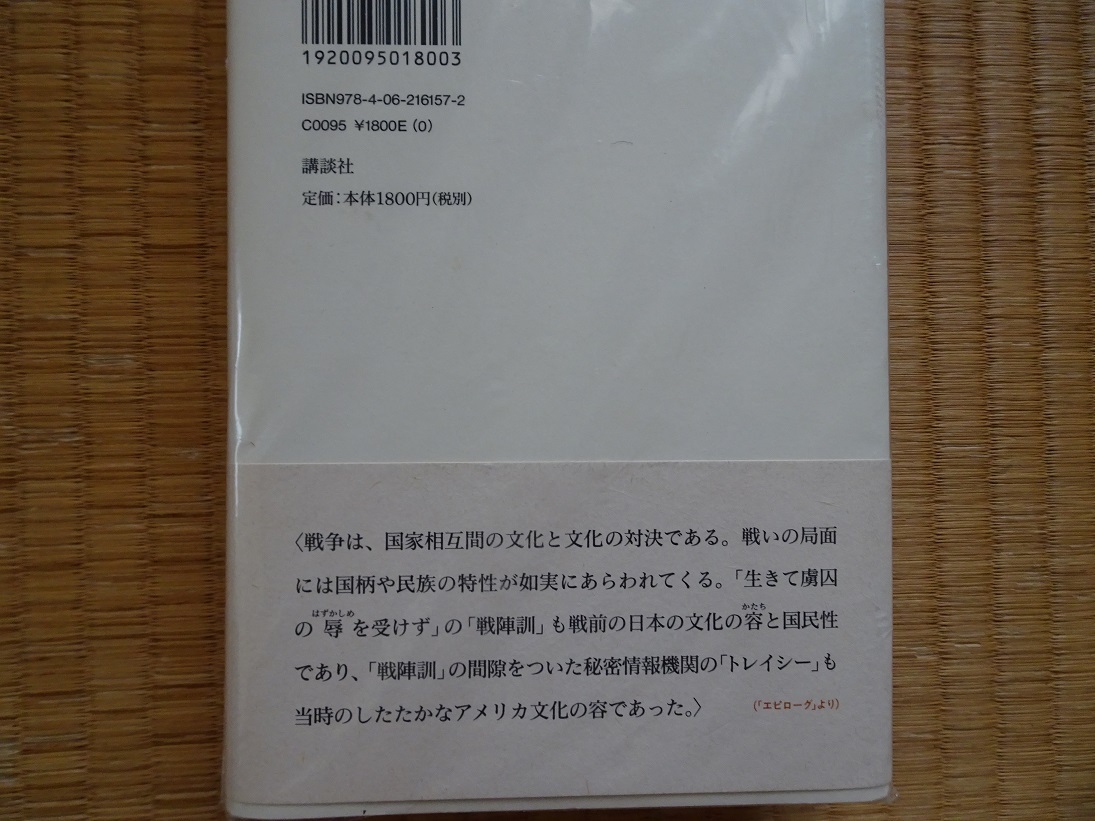 1920095018003
ISBN978-4-06-216157-2
C0095 ¥1800E (0)
講談社
定価：本体1800円(税別)
〈戦争は、国家相互間の文化と文化の対決である。戦いの局面
には国柄や民族の特性が如実にあらわれてくる。「生きて虜囚
はずかしめ かたち
の辱を受けず」の「戦陣訓」も戦前の日本の文化の容と国民性
であり、「戦陣訓」の間隙をついた秘密情報機関の「トレイシー」も
当時のしたたかなアメリカ文化の容であった。〉
(「エピローグ」より)